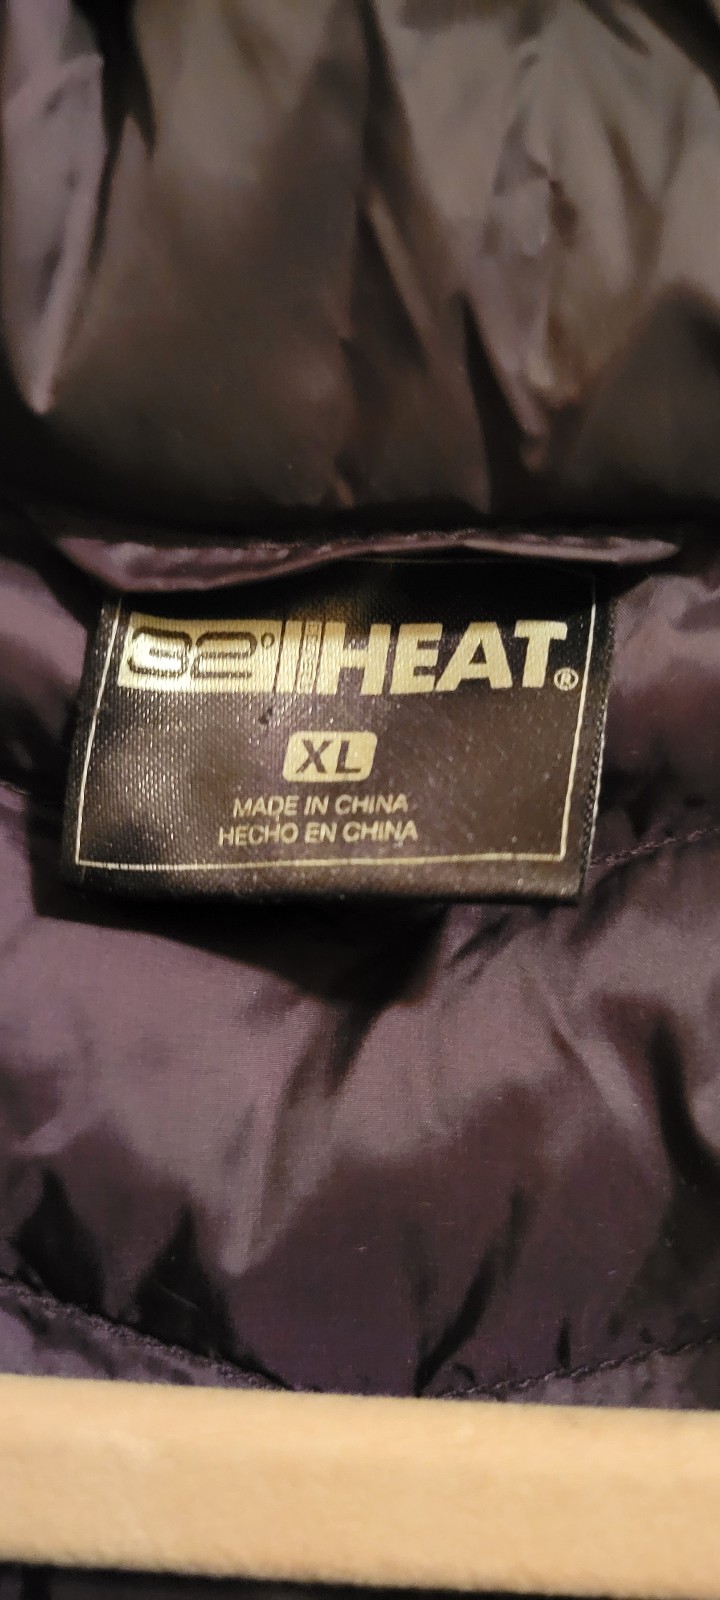 32° HEAT®
XL
MADE IN CHINA
HECHO EN CHINA